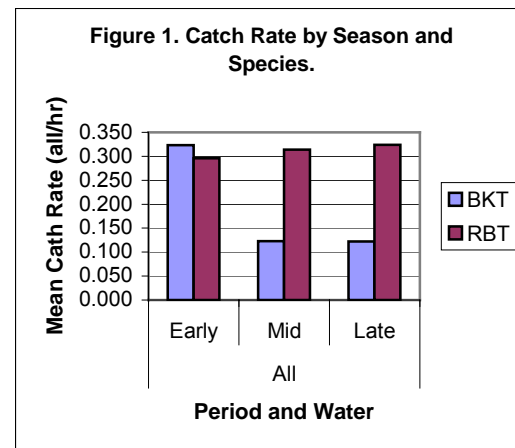 Figure 1. Catch Rate by Season and
Species.
Mean Cath Rate (all/hr)
0.350
0.300
0.250
0.200
0.150
0.100
0.050
0.000
Early Mid Late
All
Period and Water
BKT
RBT